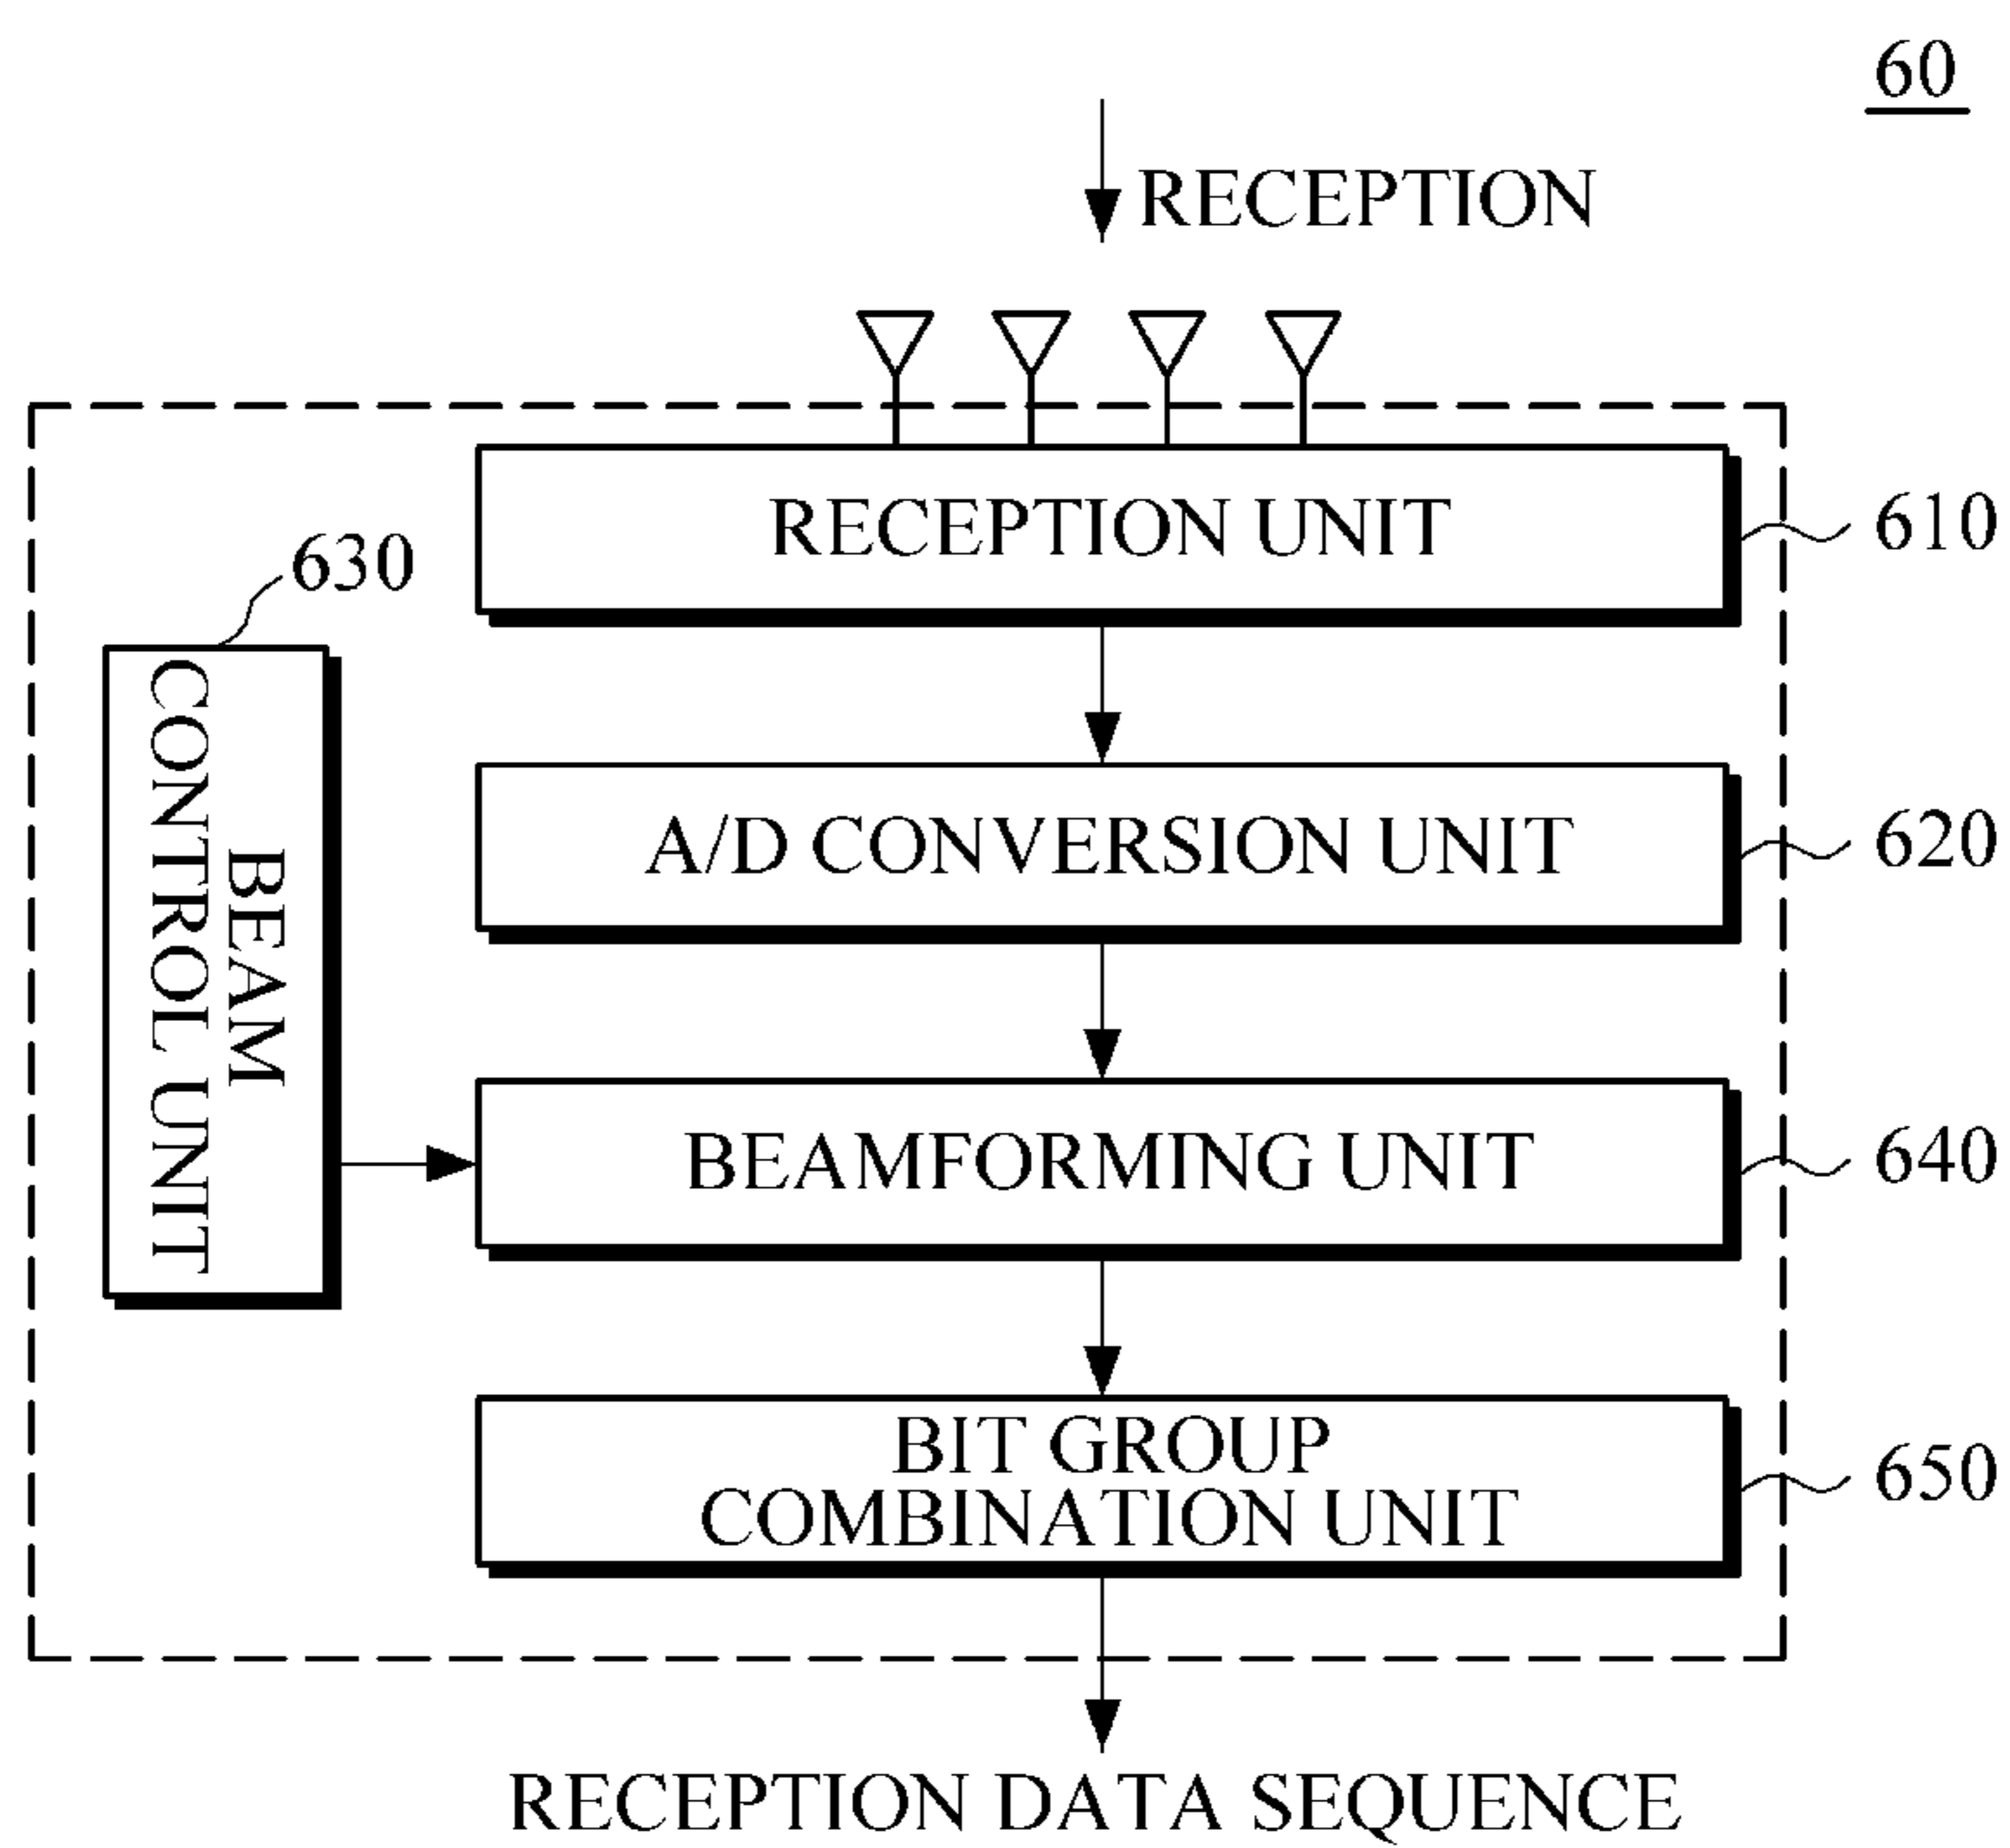 60
RECEPTION
RECEPTION UNIT
610
630
BEAM
CONTROL UNIT
A/D CONVERSION UNIT
620
BEAMFORMING UNIT
640
BIT GROUP
COMBINATION UNIT
650
RECEPTION DATA SEQUENCE